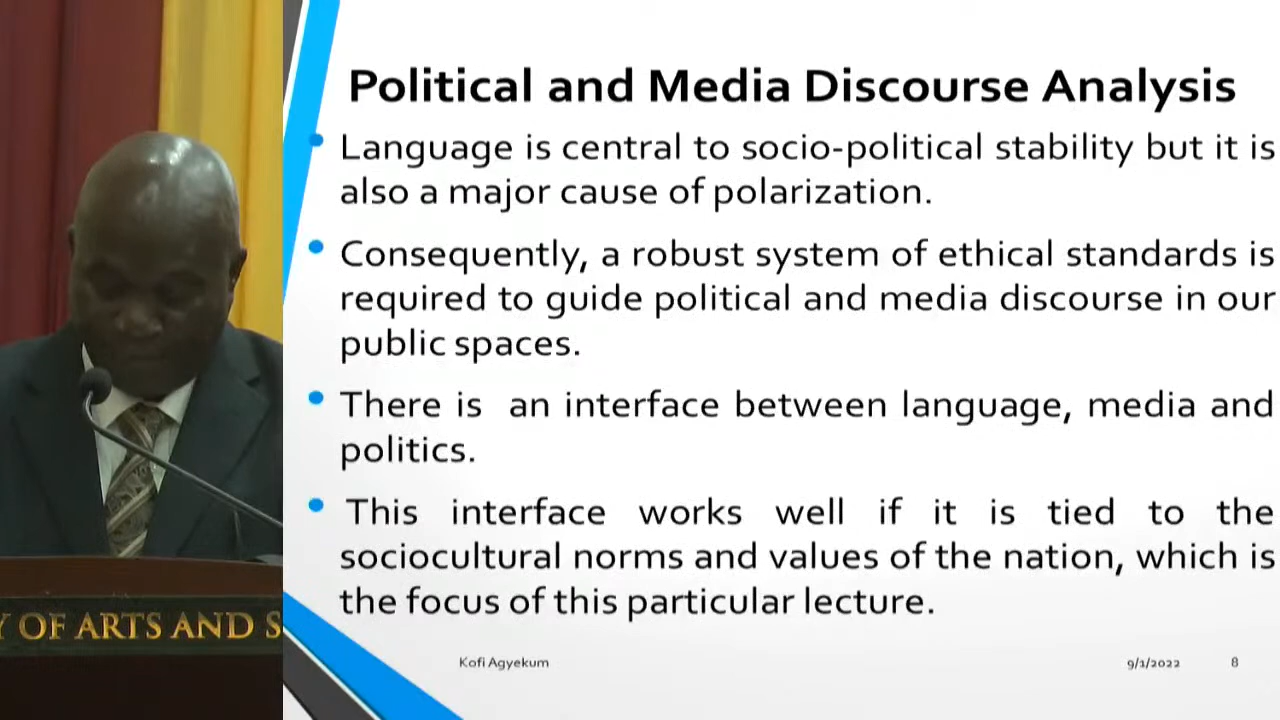 Political and Media Discourse Analysis
Language is central to socio-political stability but it is
also a major cause of polarization.
Consequently, a robust system of ethical standards is
required to guide political and media discourse in our
public spaces.
There is an interface between language, media and
politics.
This interface works well if it is tied to the
sociocultural norms and values of the nation, which is
the focus of this particular lecture.
Y OF ARTS AND S
Kofi Agyekum
9/1/2022
8